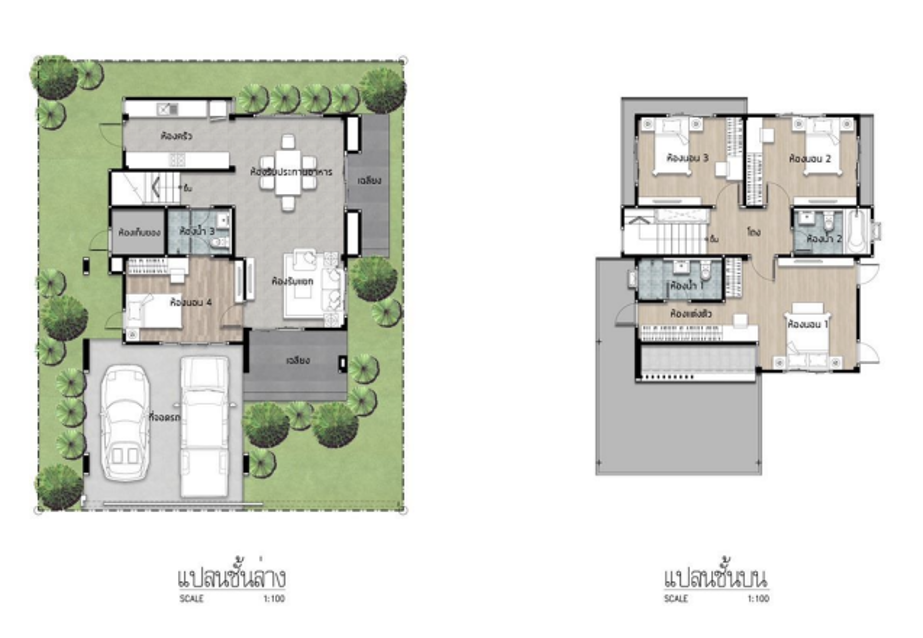 ห้องครัว
ห้องรับประทานอาหาร
เฉลียง
ขึ้น
ห้องเก็บของ
ห้องน้ำ 3
ห้องรับแขก
ห้องนอน 4
เฉลียง
ที่จอดรถ
แปลนชั้นล่าง
SCALE 1:100
ห้องนอน 3
ห้องนอน 2
โถง
ขึ้น
ห้องน้ำ 2
ห้องน้ำ 1
ห้องแต่งตัว
ห้องนอน 1
แปลนชั้นบน
SCALE 1:100